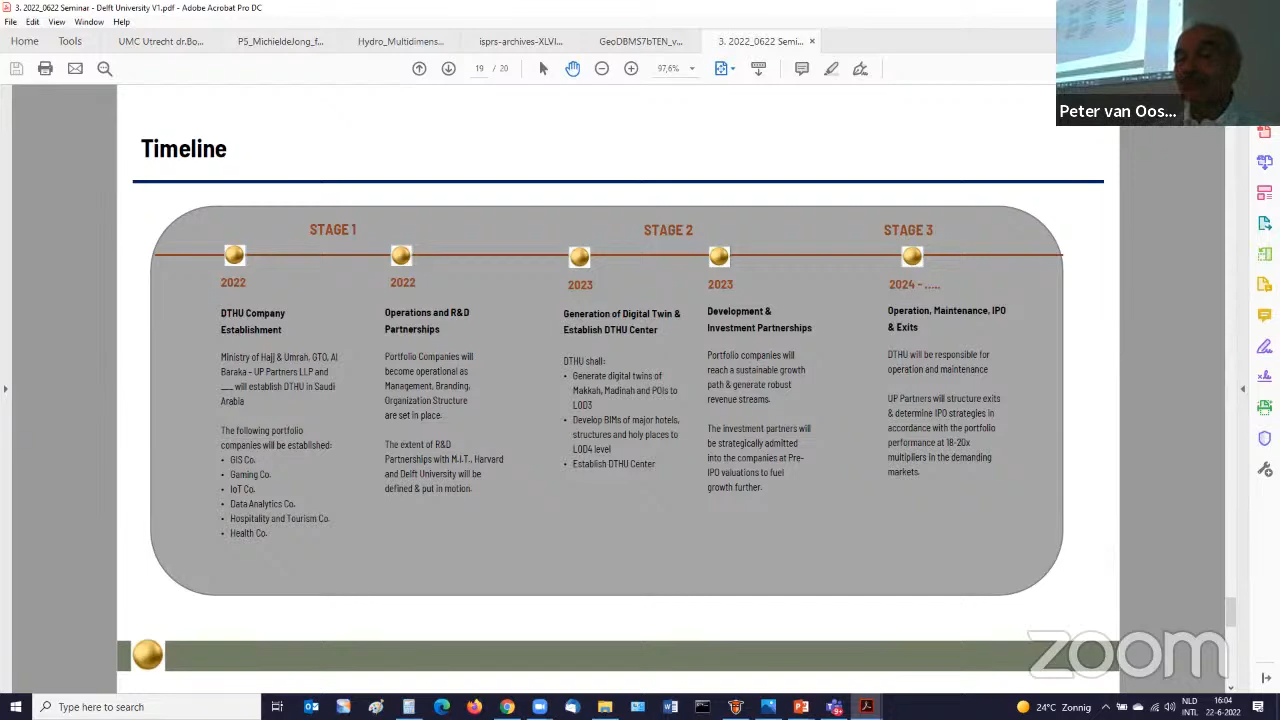 3. 2022_0622 Seminar - Delft University V1.pdf - Adobe Acrobat Pro DC
File Edit View Window Help
Home Tools UMC Utrecht dr.Bo... P5_MichieldeJong_f... Hydro_Multidimens... isprs-archives-XLVI... GeoDBMS7bTEN_v... 3. 2022_0622 Semi... ×
19 / 20 97,6%
Peter van Oos...
Timeline
STAGE 1
2022
DTHU Company
Establishment
Ministry of Hajj & Umrah, GTO, Al
Baraka - UP Partners LLP and
___ will establish DTHU in Saudi
Arabia
The following portfolio
companies will be established:
• GIS Co.
• Gaming Co.
• IoT Co.
• Data Analytics Co.
• Hospitality and Tourism Co.
• Health Co.
2022
Operations and R&D
Partnerships
Portfolio Companies will
become operational as
Management, Branding,
Organization Structure
are set in place.
The extent of R&D
Partnerships with M.I.T., Harvard
and Delft University will be
defined & put in motion.
STAGE 2
2023
Generation of Digital Twin &
Establish DTHU Center
DTHU shall:
• Generate digital twins of
Makkah, Madinah and POIs to
LOD3
• Develop BIMs of major hotels,
structures and holy places to
LOD4 level
• Establish DTHU Center
2023
Development &
Investment Partnerships
Portfolio companies will
reach a sustainable growth
path & generate robust
revenue streams.
The investment partners will
be strategically admitted
into the companies at Pre-
IPO valuations to fuel
growth further.
STAGE 3
2024 - .....
Operation, Maintenance, IPO
& Exits
DTHU will be responsible for
operation and maintenance
UP Partners will structure exits
& determine IPO strategies in
accordance with the portfolio
performance at 18-20x
multipliers in the demanding
markets.
zoom
Type here to search
24°C Zonnig
NLD
INTL
16:04
22-6-2022